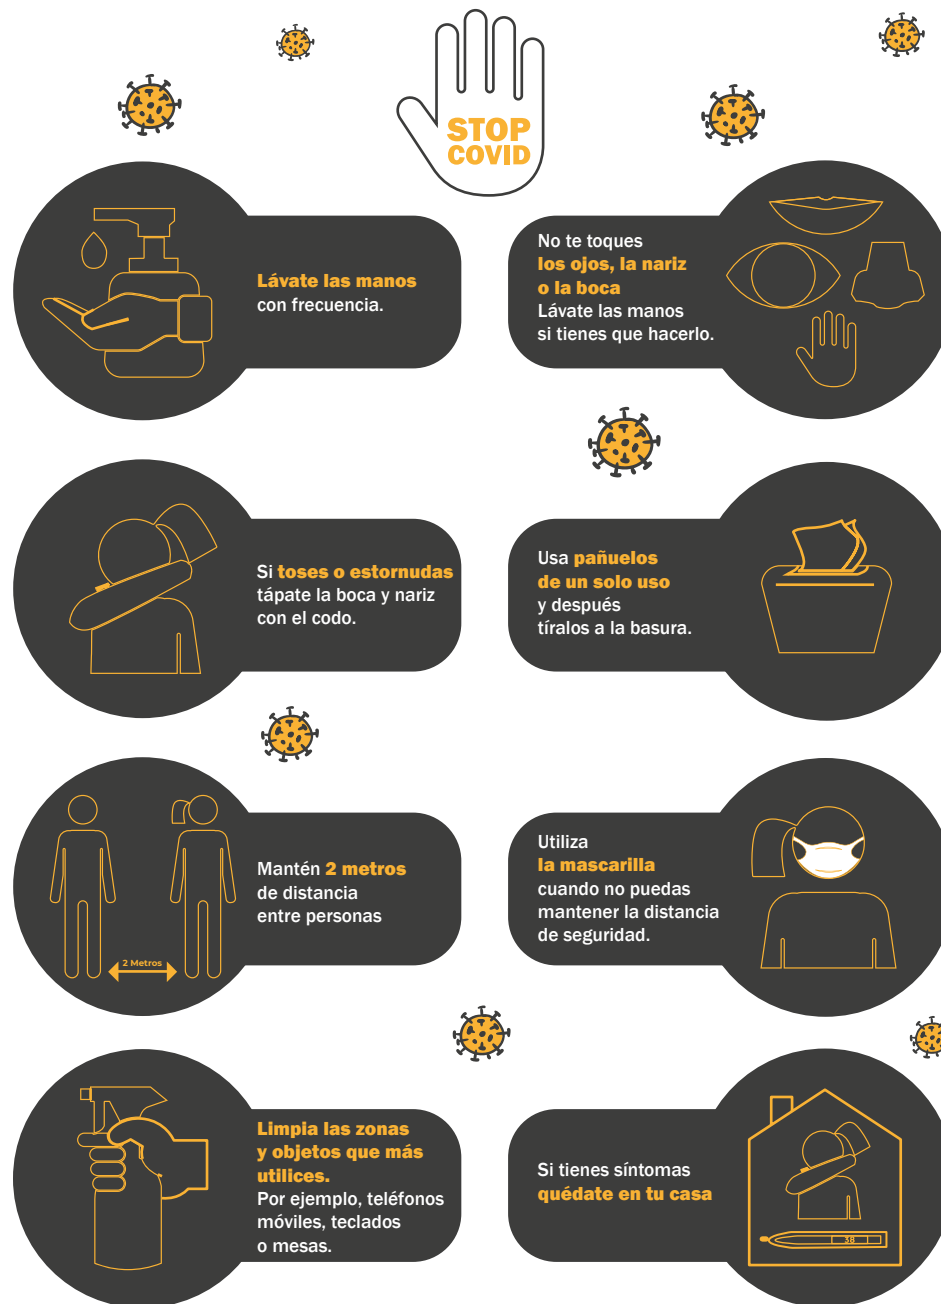 STOP
COVID
Lávate las manos
con frecuencia.
No te toques
los ojos, la nariz
o la boca
Lávate las manos
si tienes que hacerlo.
Si toses o estornudas
tápate la boca y nariz
con el codo.
Usa pañuelos
de un solo uso
y después
tíralos a la basura.
Mantén 2 metros
de distancia
entre personas
2 Metros
Utiliza
la mascarilla
cuando no puedas
mantener la distancia
de seguridad.
Limpia las zonas
y objetos que más
utilices.
Por ejemplo, teléfonos
móviles, teclados
o mesas.
Si tienes síntomas
quédate en tu casa
38